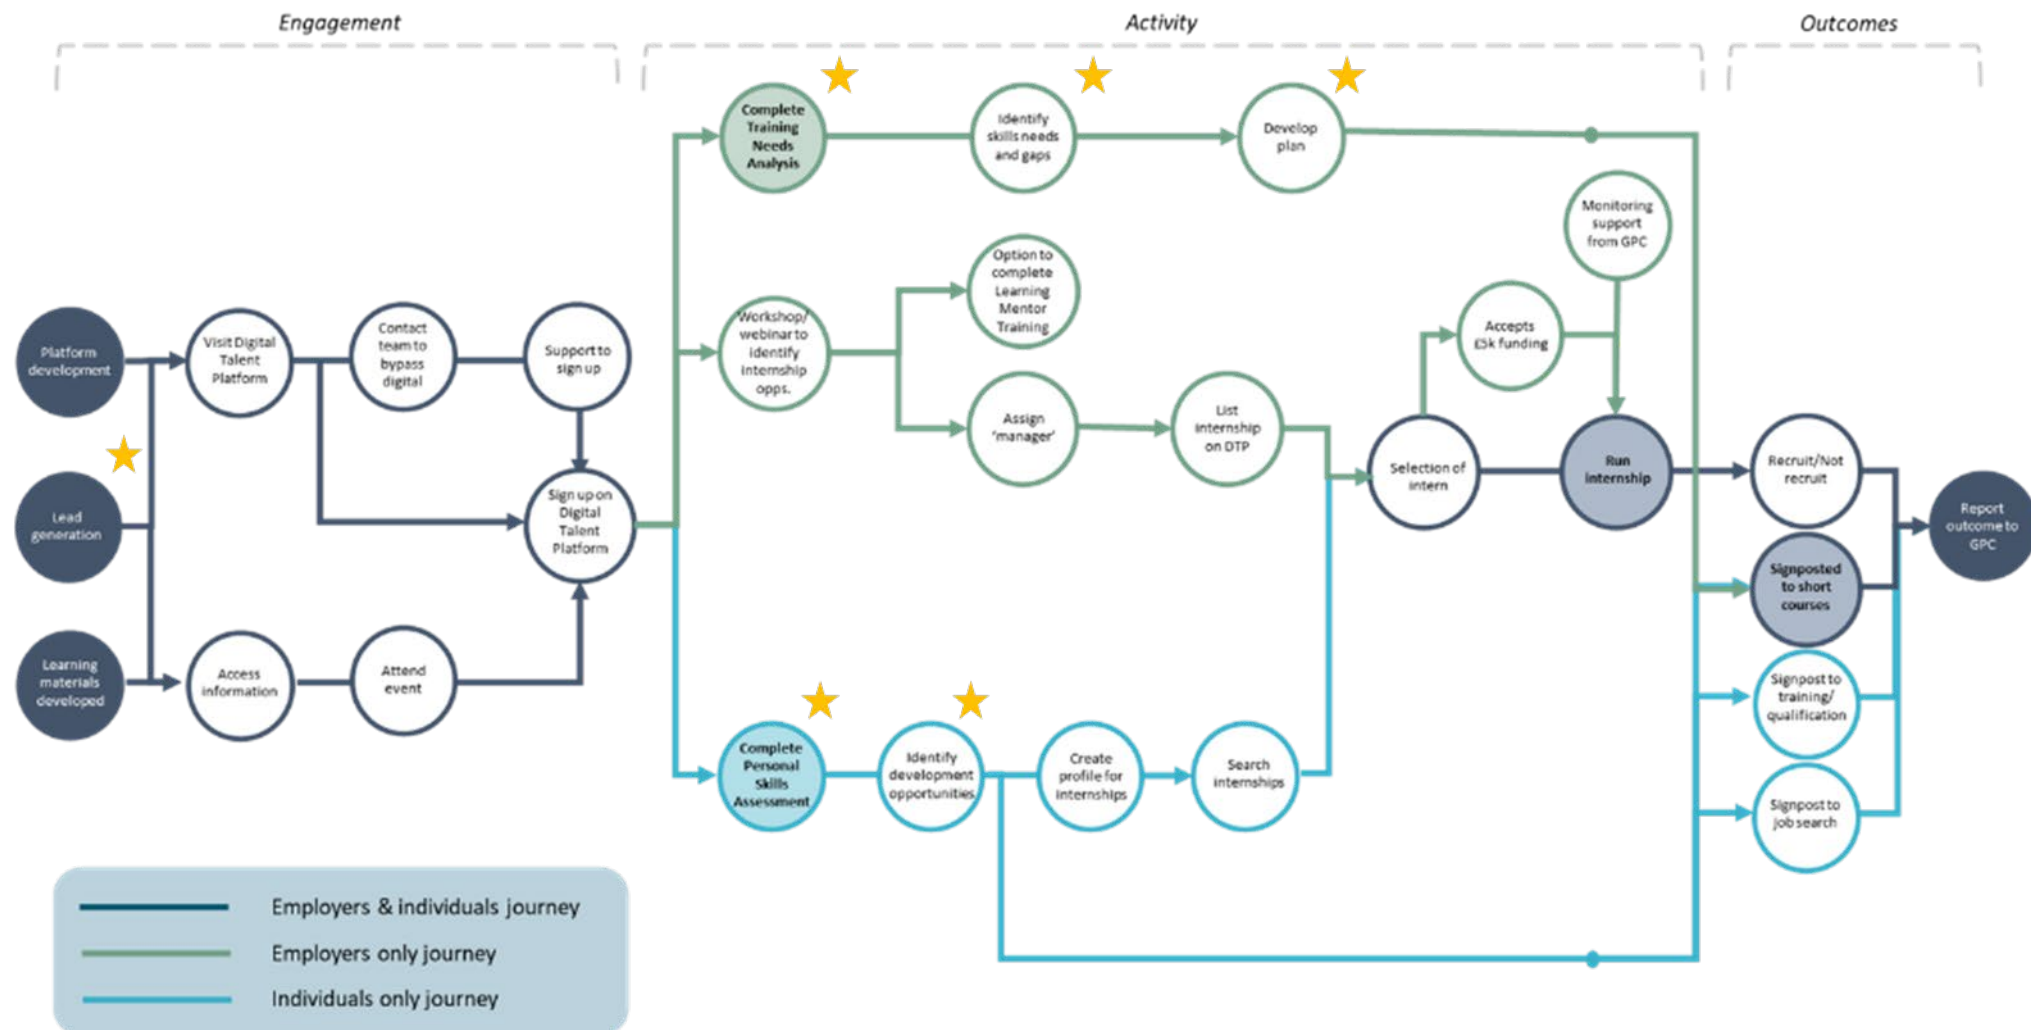 Engagement
Activity
Outcomes
Complete
Training
Needs
Analysis
Identify
skills needs
and gaps
Develop
plan
Monitoring
support
from GPC
Option to
complete
Learning
Mentor
Training
Workshop/
webinar to
identify
internship
opps.
Accepts
£5k funding
Platform
development
Visit Digital
Talent
Platform
Contact
team to
bypass
digital
Support to
sign up
Assign
‘manager’
List
internship
on DTP
Selection of
intern
Run
internship
Recruit/Not
recruit
Lead
generation
Sign up on
Digital
Talent
Platform
Report
outcome to
GPC
Signposted
to short
courses
Learning
materials
developed
Access
information
Attend
event
Signpost to
training/
qualification
Complete
Personal
Skills
Assessment
Identify
development
opportunities
Create
profile for
internships
Search
internships
Signpost to
job search
Employers & individuals journey
Employers only journey
Individuals only journey